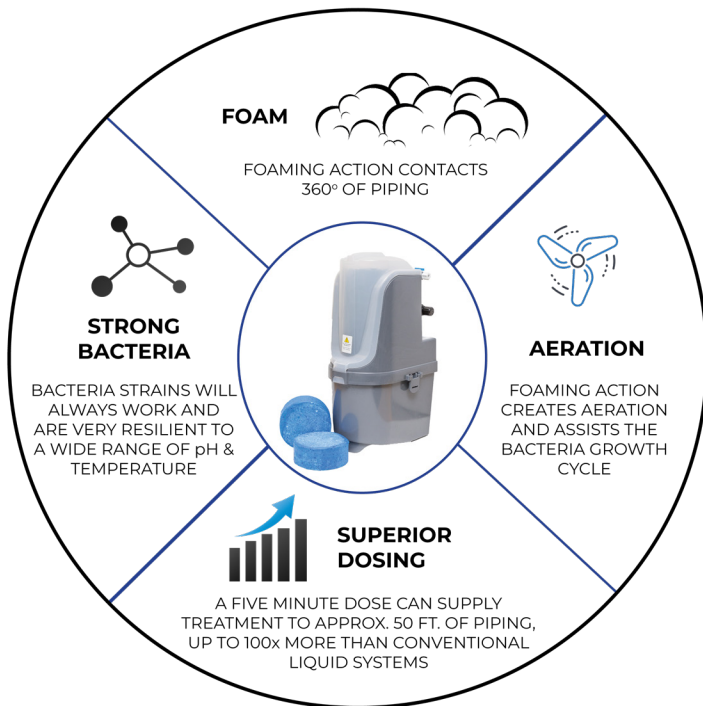 FOAM
FOAMING ACTION CONTACTS
360° OF PIPING
STRONG
BACTERIA
BACTERIA STRAINS WILL
ALWAYS WORK AND
ARE VERY RESILIENT TO
A WIDE RANGE OF pH &
TEMPERATURE
AERATION
FOAMING ACTION
CREATES AERATION
AND ASSISTS THE
BACTERIA GROWTH
CYCLE
SUPERIOR
DOSING
A FIVE MINUTE DOSE CAN SUPPLY
TREATMENT TO APPROX. 50 FT. OF PIPING,
UP TO 100x MORE THAN CONVENTIONAL
LIQUID SYSTEMS